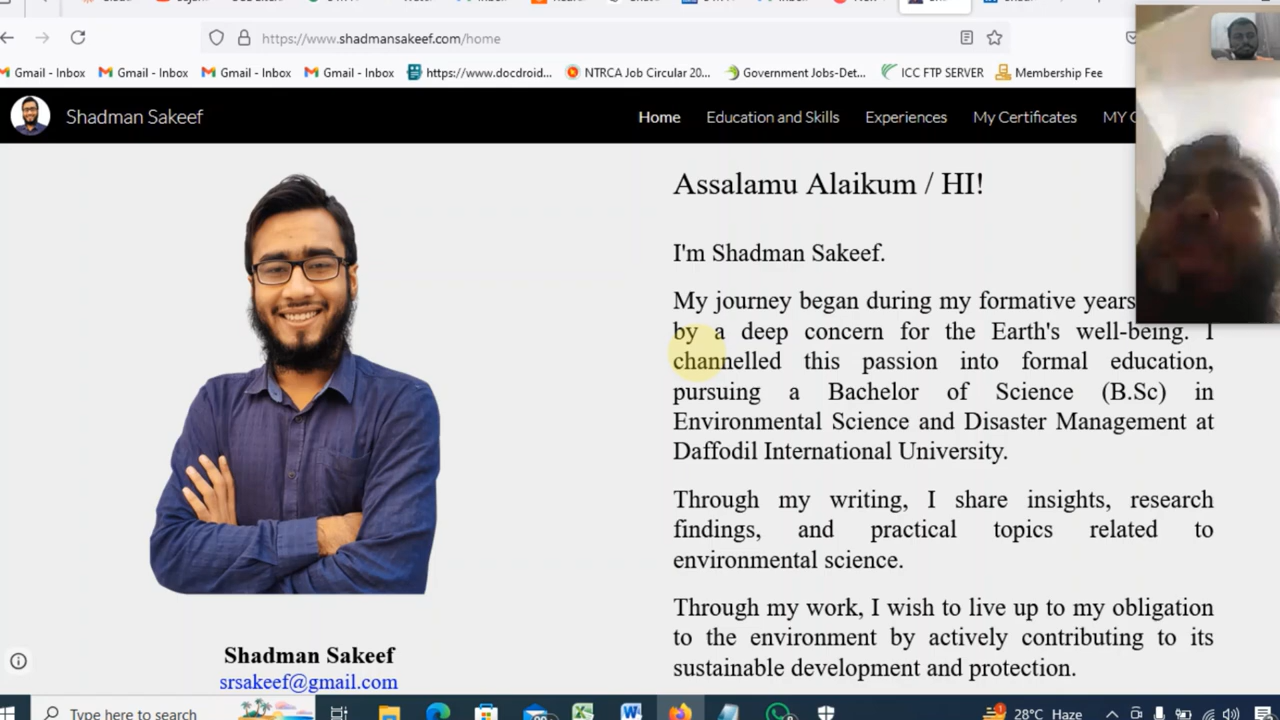 https://www.shadmansakeef.com/home
Gmail - Inbox
Gmail - Inbox
Gmail - Inbox
Gmail - Inbox
https://www.docdroid...
NTRCA Job Circular 20...
Government Jobs-Det...
ICC FTP SERVER
Membership Fee
Shadman Sakeef
Home
Education and Skills
Experiences
My Certificates
MY
Assalamu Alaikum / HI!
I'm Shadman Sakeef.
My journey began during my formative years
by a deep concern for the Earth's well-being. I
channelled this passion into formal education,
pursuing a Bachelor of Science (B.Sc) in
Environmental Science and Disaster Management at
Daffodil International University.
Through my writing, I share insights, research
findings, and practical topics related to
environmental science.
Through my work, I wish to live up to my obligation
to the environment by actively contributing to its
sustainable development and protection.
Shadman Sakeef
srsakeef@gmail.com
Type here to search
28°C Haze